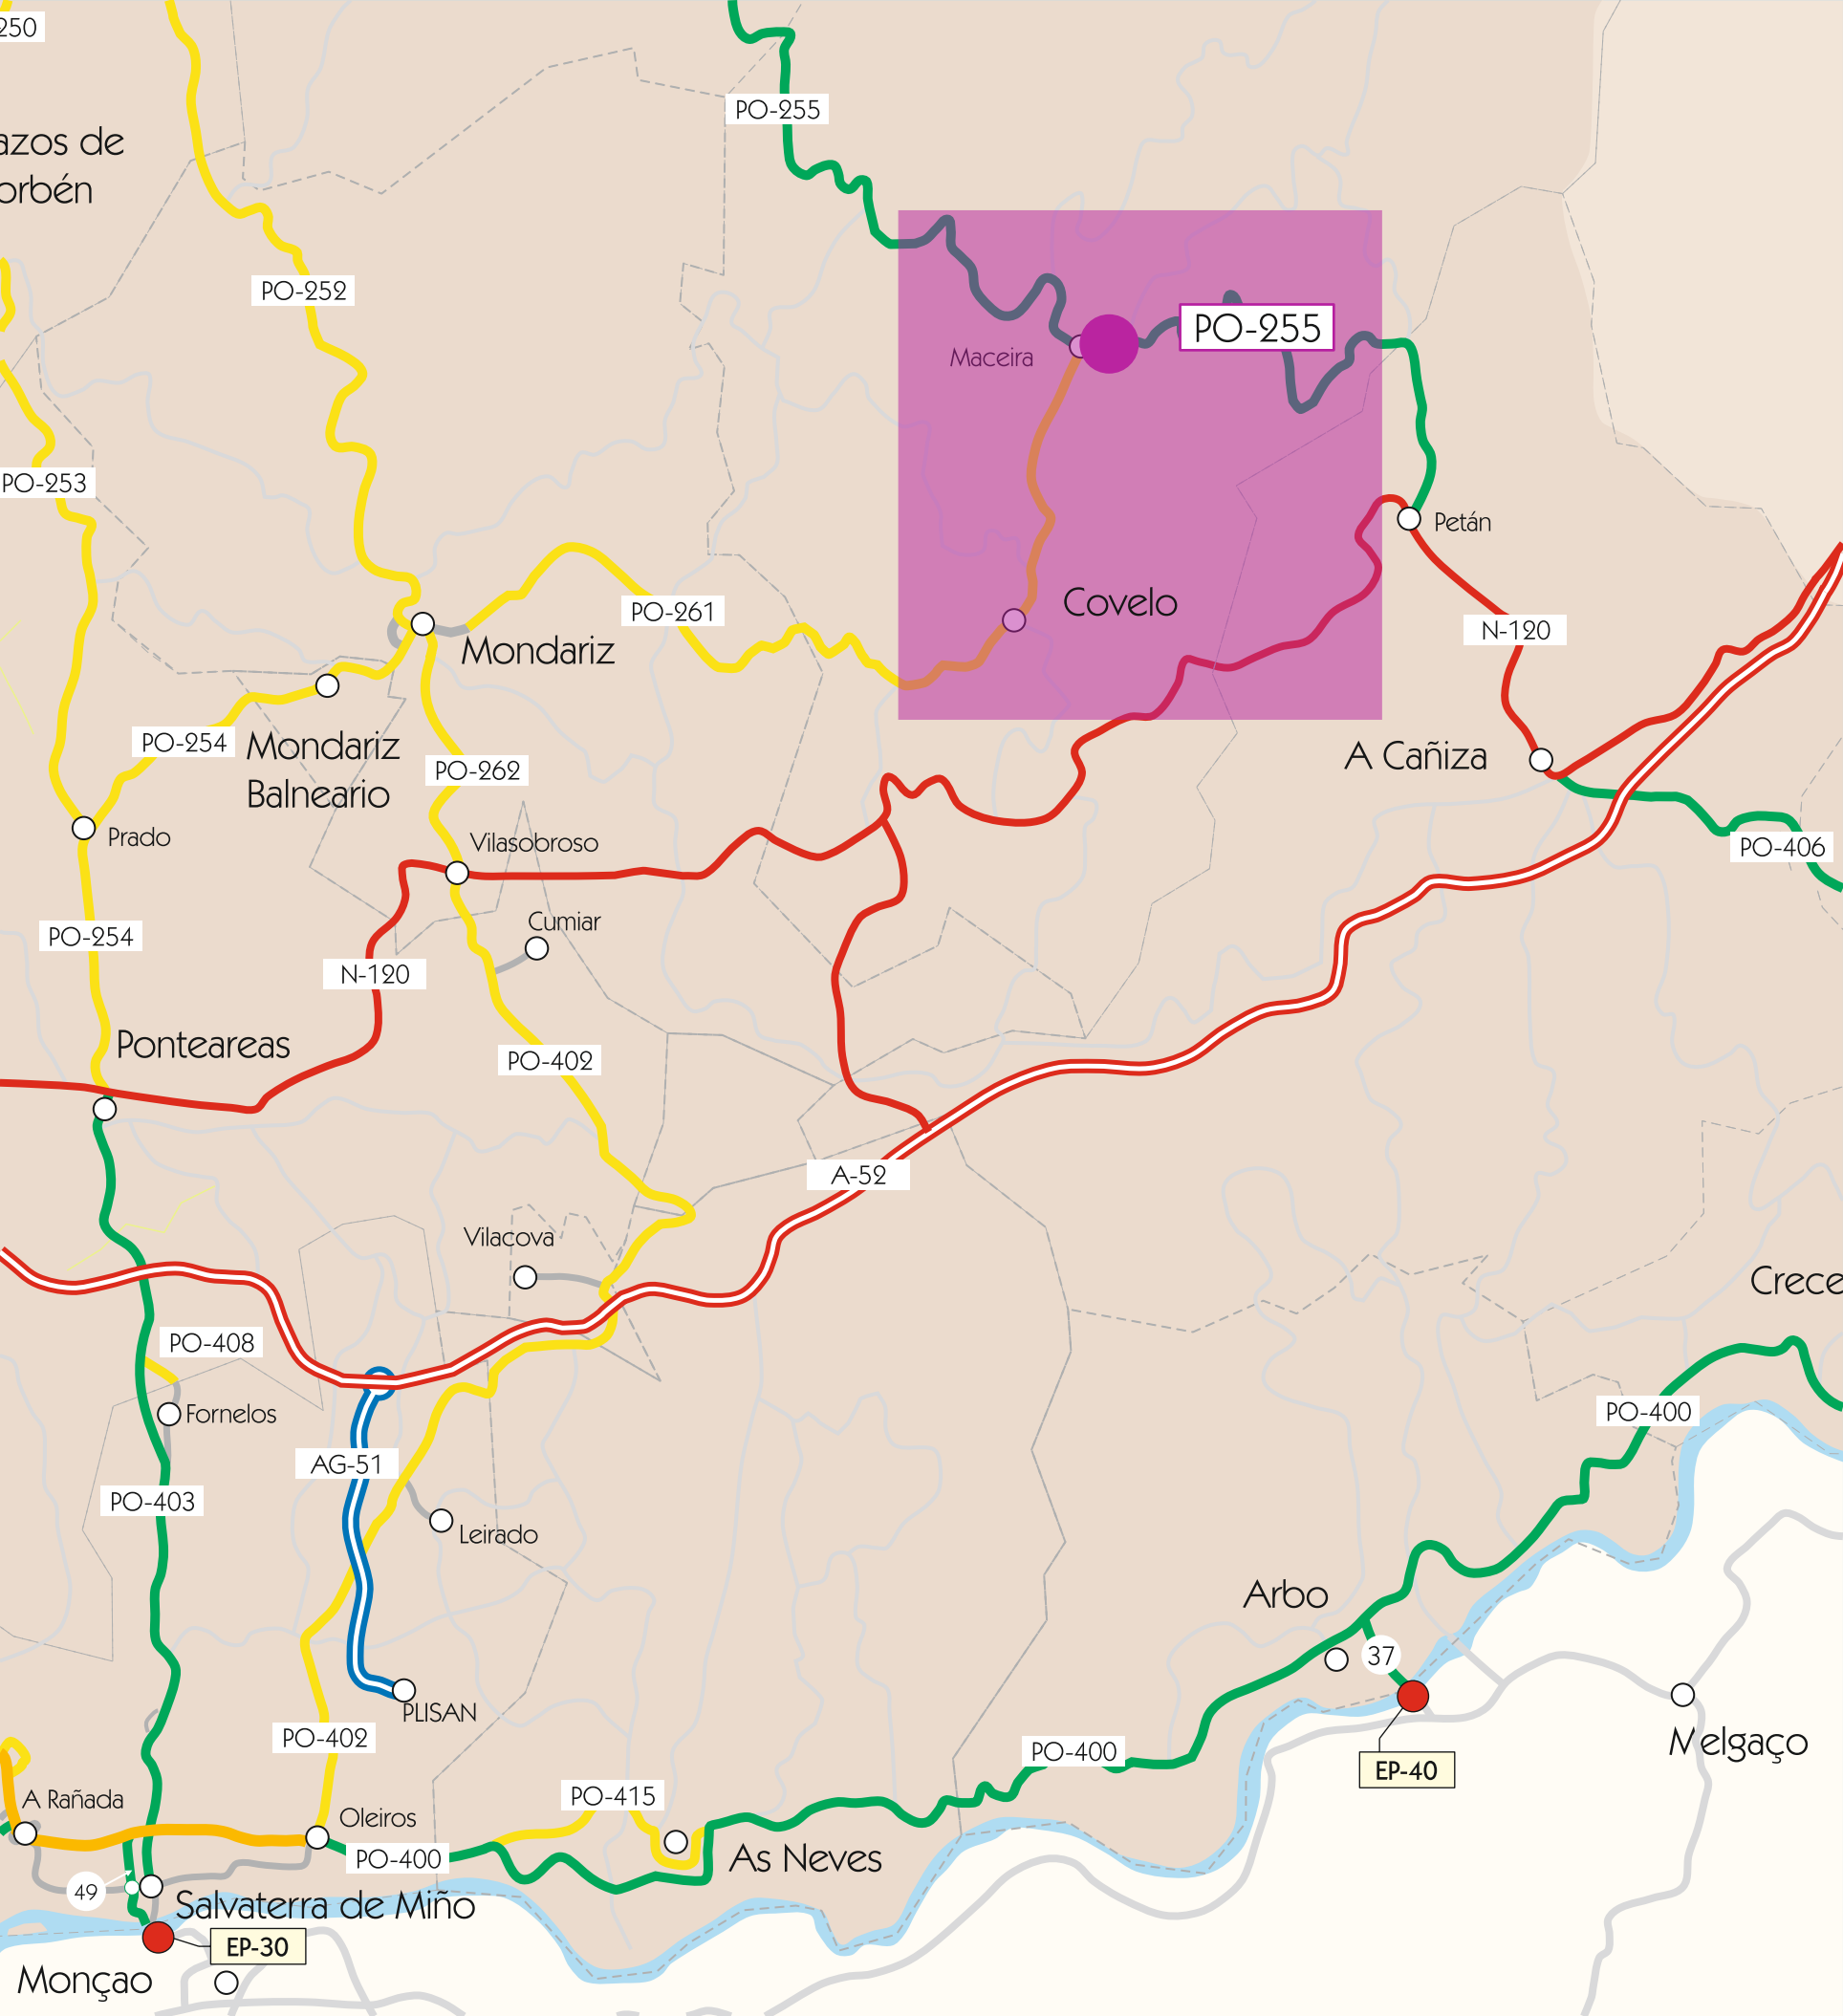 250
PO-255
azos de
orbén
PO-252
PO-255
Maceira
PO-253
Petán
Covelo
PO-261
N-120
Mondariz
PO-254
Mondariz
Balneario
PO-262
A Cañiza
Prado
Vilasobroso
PO-406
Cumiar
PO-254
N-120
Ponteareas
PO-402
A-52
Vilacova
Crece
PO-408
Fornelos
PO-400
AG-51
PO-403
Leirado
Arbo
37
PLISAN
PO-402
Melgaço
PO-400
EP-40
A Rañada
PO-415
Oleiros
PO-400
As Neves
49
Salvaterra de Miño
EP-30
Monçao